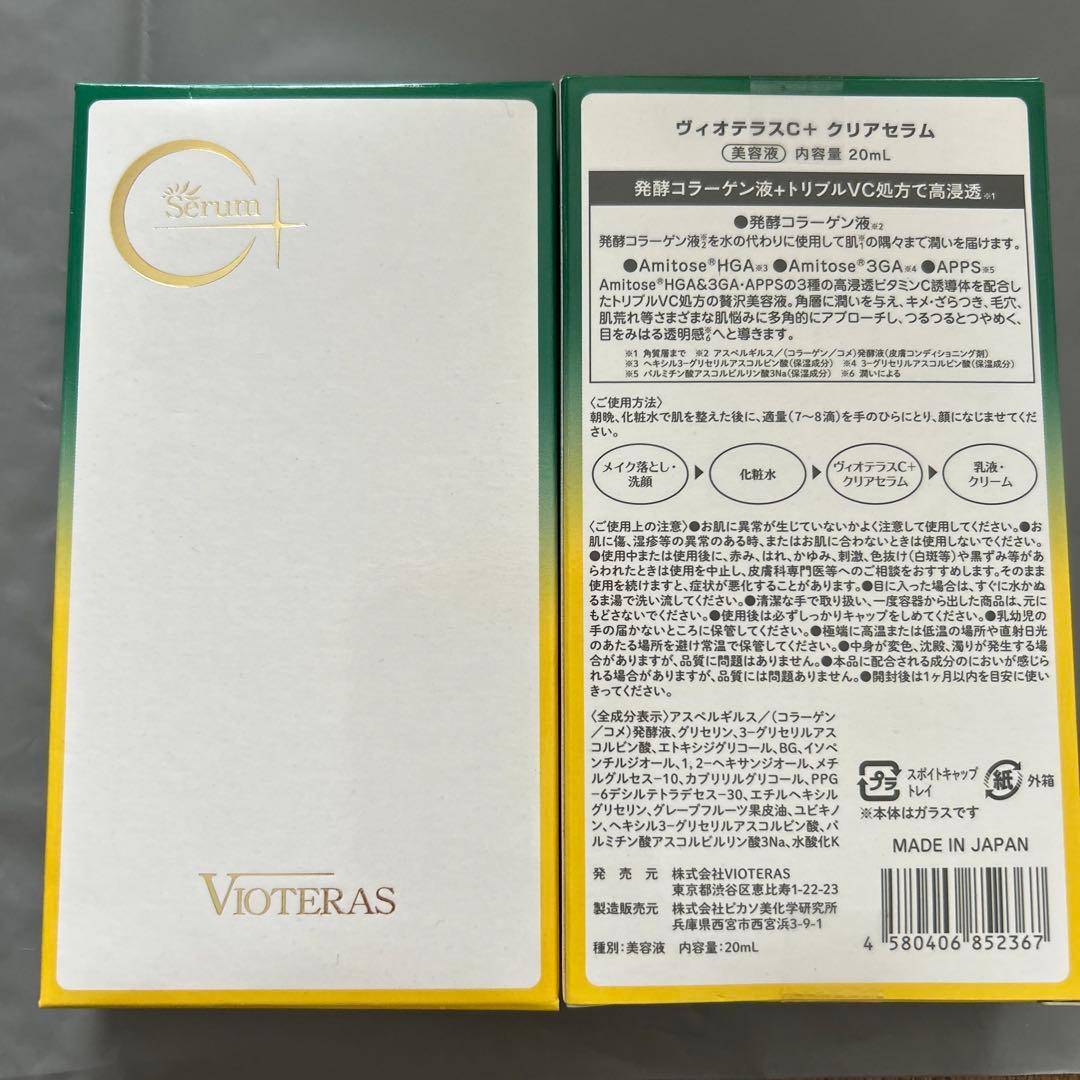 Serum
VIOTERAS
ヴィオテラスC+ クリアセラム
美容液 内容量 20mL
発酵コラーゲン液+トリプルVC処方で高浸透※1
●発酵コラーゲン液※2
発酵コラーゲン液※2を水の代わりに使用して肌※1の隅々まで潤いを届けます。
●Amitose®HGA※3 ●Amitose®3GA※4 ●APPS※5
Amitose®HGA&3GA・APPSの3種の高浸透ビタミンC誘導体を配合し
たトリプルVC処方の贅沢美容液。角層に潤いを与え、キメ・ざらつき、毛穴、
肌荒れ等さまざまな肌悩みに多角的にアプローチし、つるつるとつやめく、
目をみはる透明感※6へと導きます。
※1 角質層まで ※2 アスペルギルス/(コラーゲン/コメ)発酵液(皮膚コンディショニング剤)
※3 ヘキシル3-グリセリルアスコルビン酸(保湿成分) ※4 3-グリセリルアスコルビン酸(保湿成分)
※5 パルミチン酸アスコルビルリン酸3Na(保湿成分) ※6 潤いによる
〈ご使用方法〉
朝晩、化粧水で肌を整えた後に、適量(7〜8滴)を手のひらにとり、顔になじませてくだ
さい。
メイク落とし・
洗顔
化粧水
ヴィオテラスC+
クリアセラム
乳液・
クリーム
〈ご使用上の注意〉●お肌に異常が生じていないかよく注意して使用してください。●お
肌に傷、湿疹等の異常のある時、またはお肌に合わないときは使用しないでください。
●使用中または使用後に、赤み、はれ、かゆみ、刺激、色抜け(白斑等)や黒ずみ等があ
らわれたときは使用を中止し、皮膚科専門医等へのご相談をおすすめします。そのまま
使用を続けますと、症状が悪化することがあります。●目に入った場合は、すぐに水かぬ
るま湯で洗い流してください。●清潔な手で取り扱い、一度容器から出した商品は、元に
もどさないでください。●使用後は必ずしっかりキャップをしめてください。●乳幼児の
手の届かないところに保管してください。●極端に高温または低温の場所や直射日光
のあたる場所を避け常温で保管してください。●中身が変色、沈殿、濁りが発生する場
合がありますが、品質に問題はありません。●本品に配合される成分のにおいが感じら
れる場合がありますが、品質には問題ありません。●開封後は1ヶ月以内を目安に使い
きってください。
〈全成分表示〉アスペルギルス/(コラーゲン
/コメ)発酵液、グリセリン、3-グリセリルアス
コルビン酸、エトキシジグリコール、BG、イソペ
ンチルジオール、1,2-ヘキサンジオール、メチ
ルグルセス-10、カプリリルグリコール、PPG
-6デシルテトラデセス-30、エチルヘキシル
グリセリン、グレープフルーツ果皮油、ユビキノ
ン、ヘキシル3-グリセリルアスコルビン酸、パ
ルミチン酸アスコルビルリン酸3Na、水酸化K
プラ
スポイトキャップ
トレイ
紙
外箱
※本体はガラスです
MADE IN JAPAN
発売元 株式会社VIOTERAS
東京都渋谷区恵比寿1-22-23
製造販売元 株式会社ピカソ美化学研究所
兵庫県西宮市西宮浜3-9-1
種別:美容液 内容量:20mL
4 580406 852367